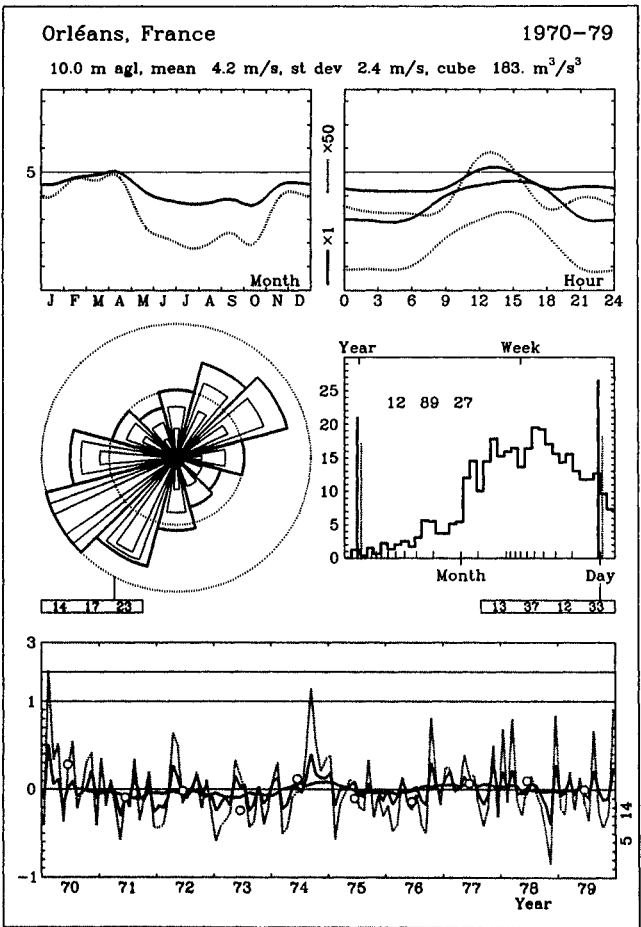 Orléans, France 1970–79
10.0 m agl, mean 4.2 m/s, st dev 2.4 m/s, cube 183. m³/s³
5
Month
J F M A M J J A S O N D
×1 ×50
Hour
0 3 6 9 12 15 18 21 24
14 17 23
Year Week
25
20
15
10
5
0
12 89 27
Month Day
13 37 12 33
3
1
0
−1
70 71 72 73 74 75 76 77 78 79
Year
5 14